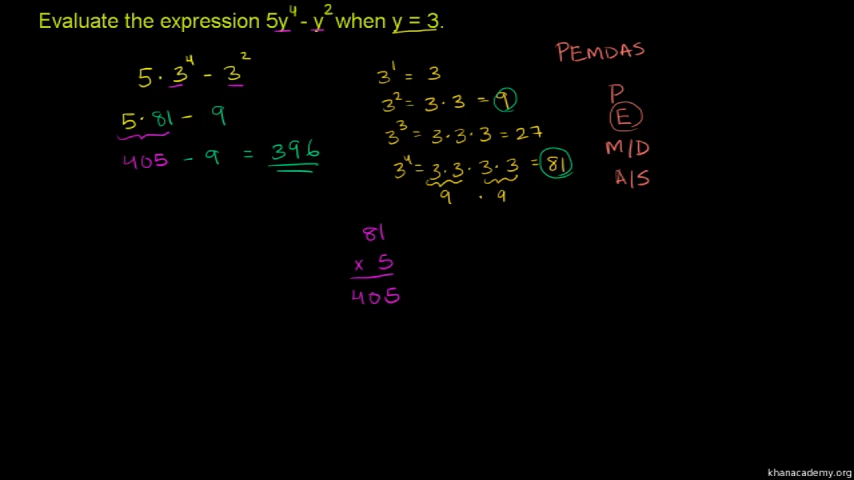 Evaluate the expression 5y⁴ - y² when y = 3.
5 · 3⁴ - 3²
5 · 81 - 9
405 - 9 = 396
3¹ = 3
3² = 3 · 3 = 9
3³ = 3 · 3 · 3 = 27
3⁴ = 3 · 3 · 3 · 3 = 81
9 · 9
81
x 5
405
PEMDAS
P
E
M/D
A/S
khanacademy.org